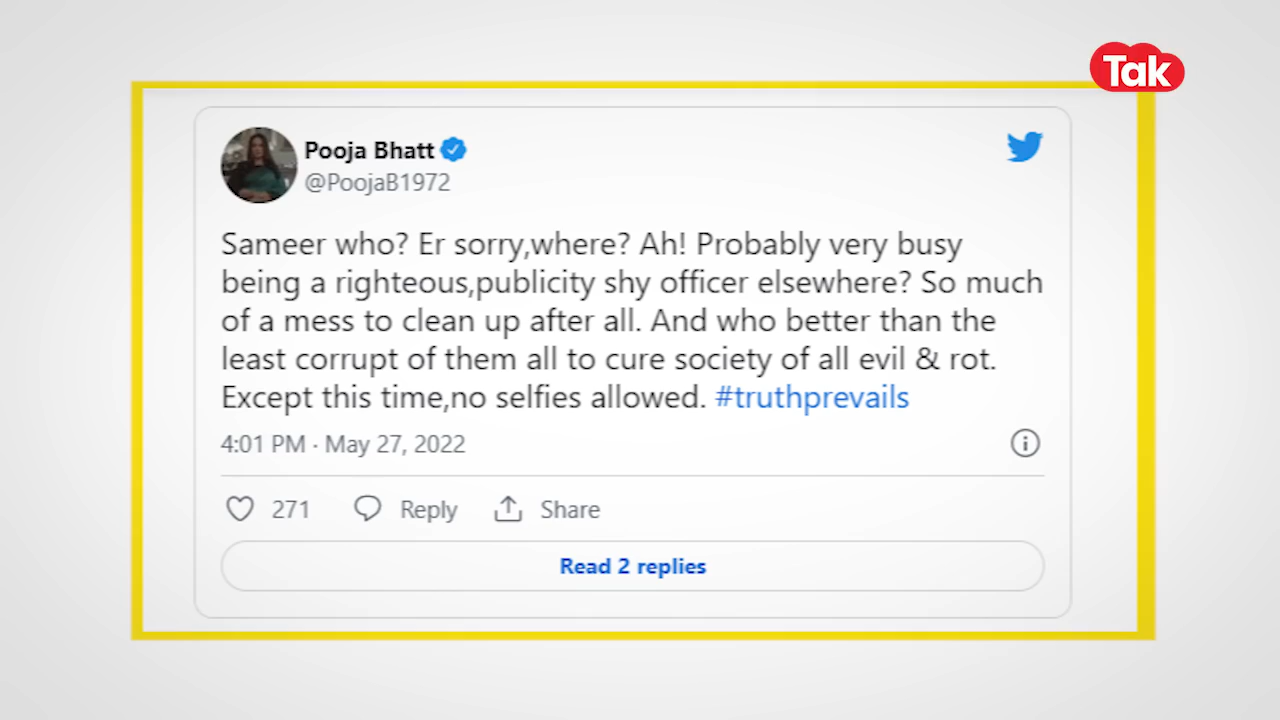 Tak
Pooja Bhatt
@PoojaB1972
Sameer who? Er sorry,where? Ah! Probably very busy
being a righteous,publicity shy officer elsewhere? So much
of a mess to clean up after all. And who better than the
least corrupt of them all to cure society of all evil & rot.
Except this time,no selfies allowed. #truthprevails
4:01 PM · May 27, 2022
271 Reply Share
Read 2 replies